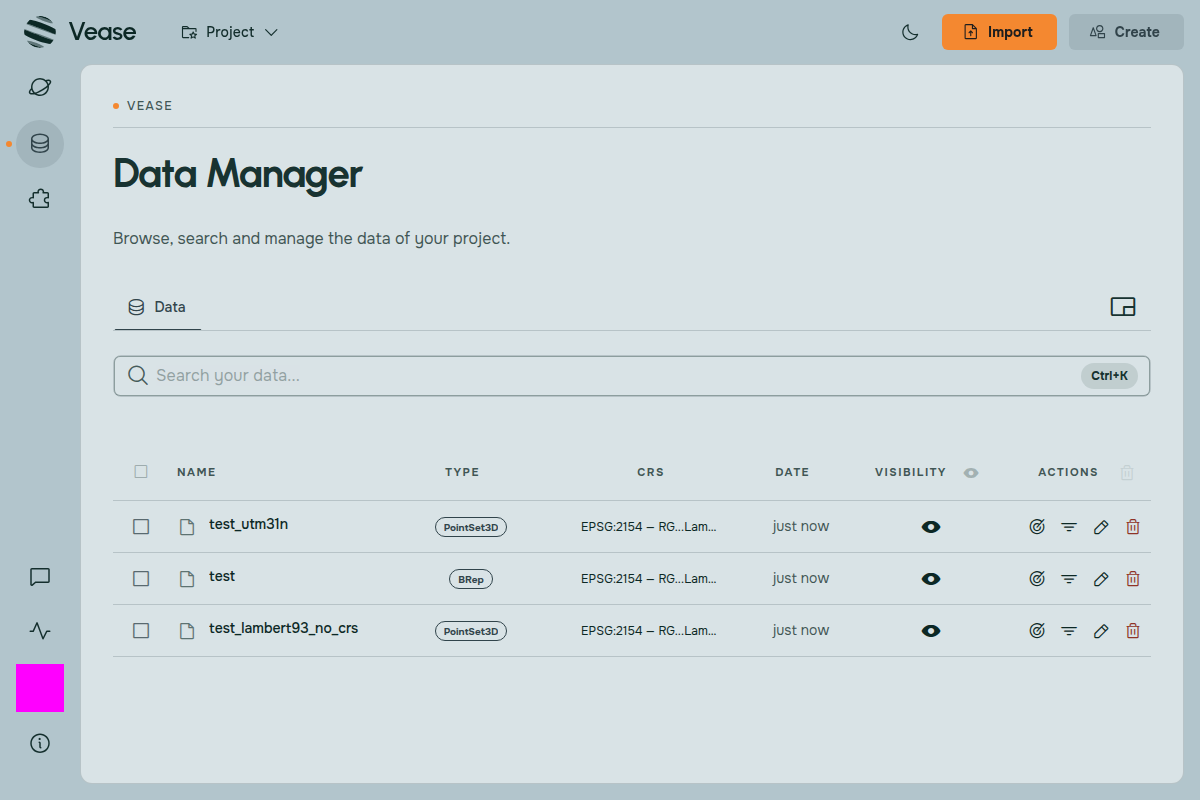 Vease
Project
Import
Create
VEASE
Data Manager
Browse, search and manage the data of your project.
Data
Search your data...
Ctrl+K
NAME TYPE CRS DATE VISIBILITY ACTIONS
test_utm31n PointSet3D EPSG:2154 – RG...Lam... just now
test BRep EPSG:2154 – RG...Lam... just now
test_lambert93_no_crs PointSet3D EPSG:2154 – RG...Lam... just now